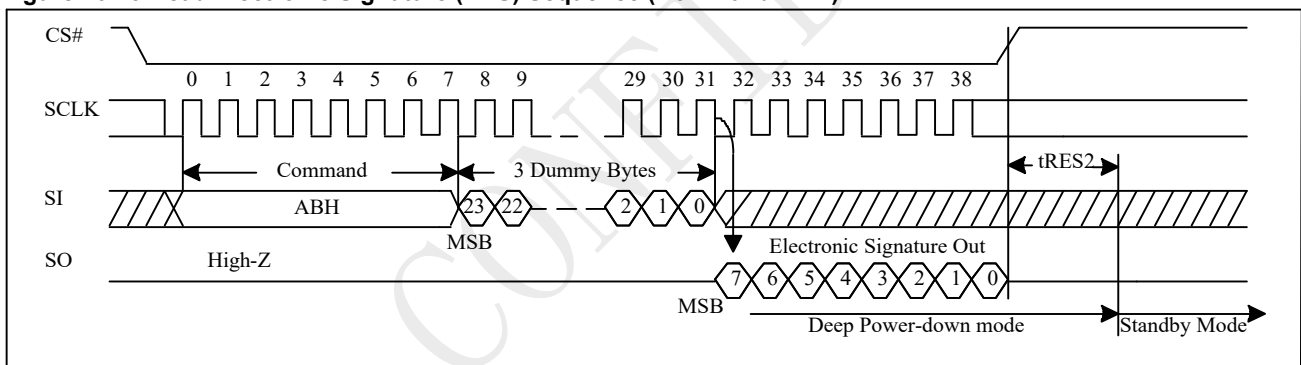 CS#
0 1 2 3 4 5 6 7 8 9 29 30 31 32 33 34 35 36 37 38
SCLK
Command 3 Dummy Bytes tRES2
SI ABH 23 22 2 1 0
MSB
SO High-Z Electronic Signature Out
7 6 5 4 3 2 1 0
MSB
Deep Power-down mode Standby Mode